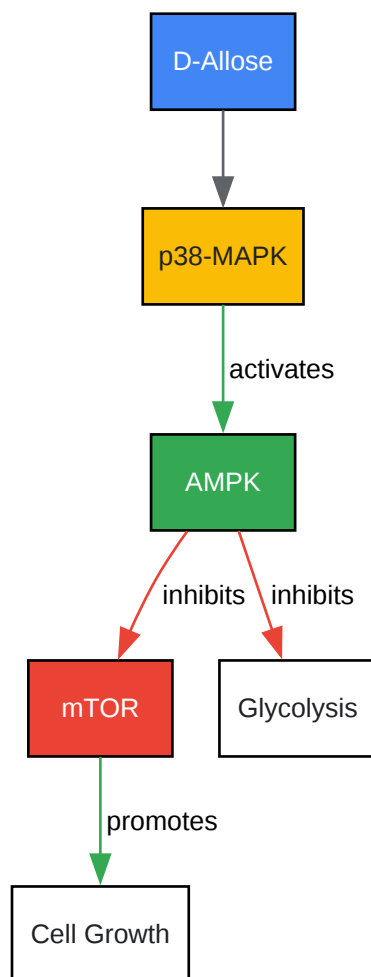 D-Allose
p38-MAPK
activates
AMPK
inhibits
inhibits
mTOR
Glycolysis
promotes
Cell Growth